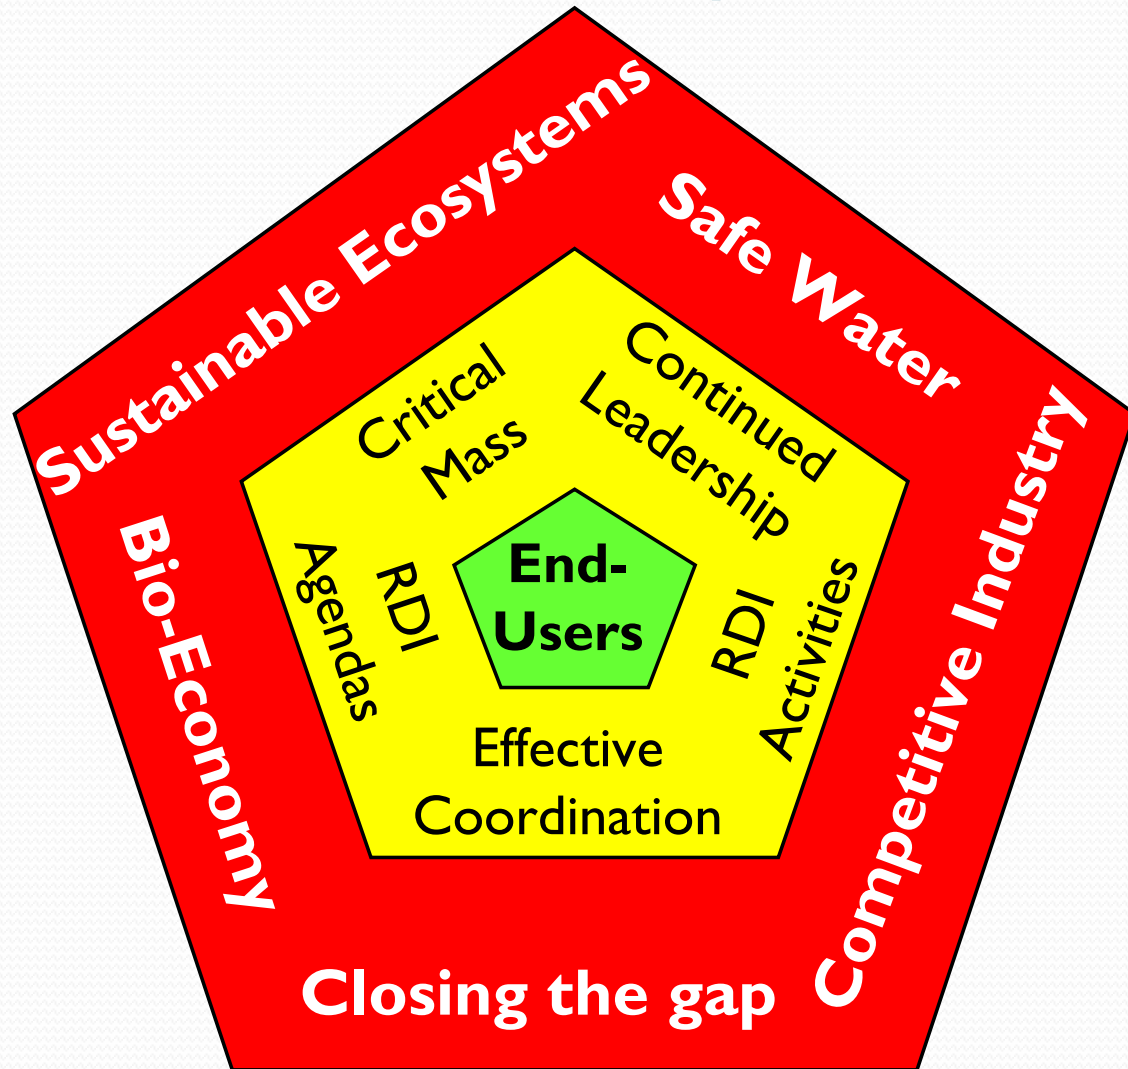 Sustainable Ecosystems
Safe Water
Competitive Industry
Closing the gap
Bio-Economy
Critical
Mass
Continued
Leadership
RDI
Activities
Effective
Coordination
RDI
Agendas
End-
Users